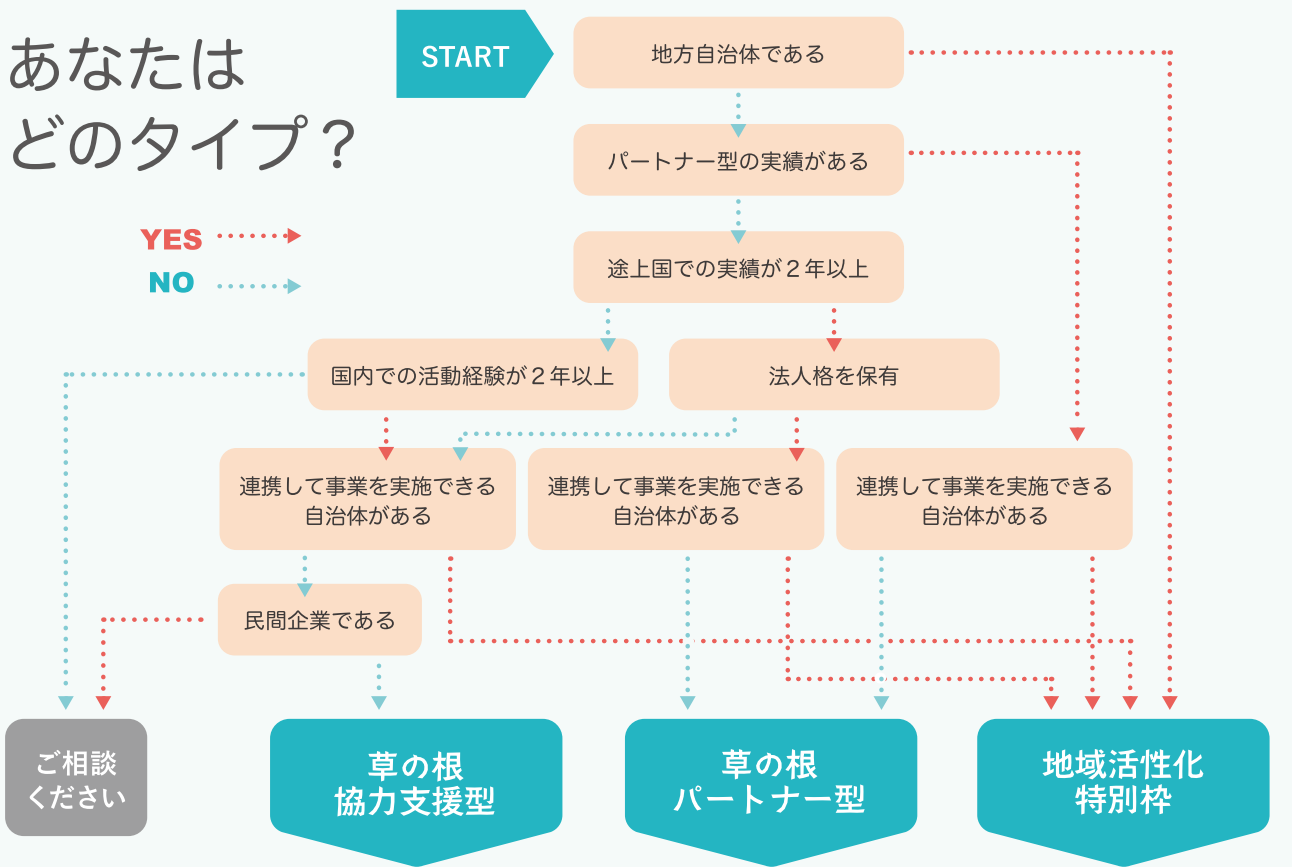 あなたは
どのタイプ？
START
地方自治体である
パートナー型の実績がある
YES
NO
途上国での実績が２年以上
国内での活動経験が２年以上
法人格を保有
連携して事業を実施できる
自治体がある
連携して事業を実施できる
自治体がある
連携して事業を実施できる
自治体がある
民間企業である
ご相談
ください
草の根
協力支援型
草の根
パートナー型
地域活性化
特別枠